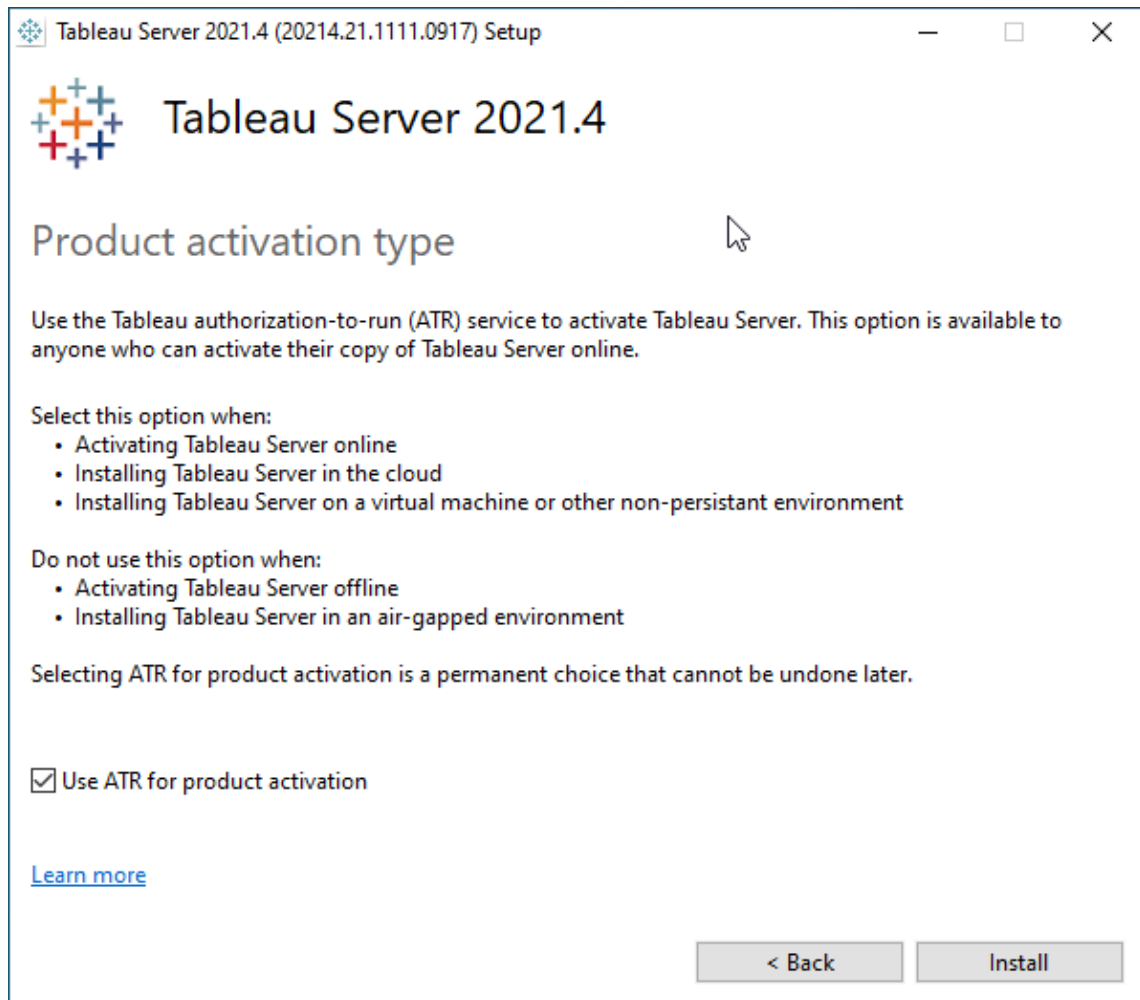 Tableau Server 2021.4 (20214.21.1111.0917) Setup
Tableau Server 2021.4
Product activation type
Use the Tableau authorization-to-run (ATR) service to activate Tableau Server. This option is available to
anyone who can activate their copy of Tableau Server online.
Select this option when:
• Activating Tableau Server online
• Installing Tableau Server in the cloud
• Installing Tableau Server on a virtual machine or other non-persistant environment
Do not use this option when:
• Activating Tableau Server offline
• Installing Tableau Server in an air-gapped environment
Selecting ATR for product activation is a permanent choice that cannot be undone later.
Use ATR for product activation
Learn more
< Back
Install